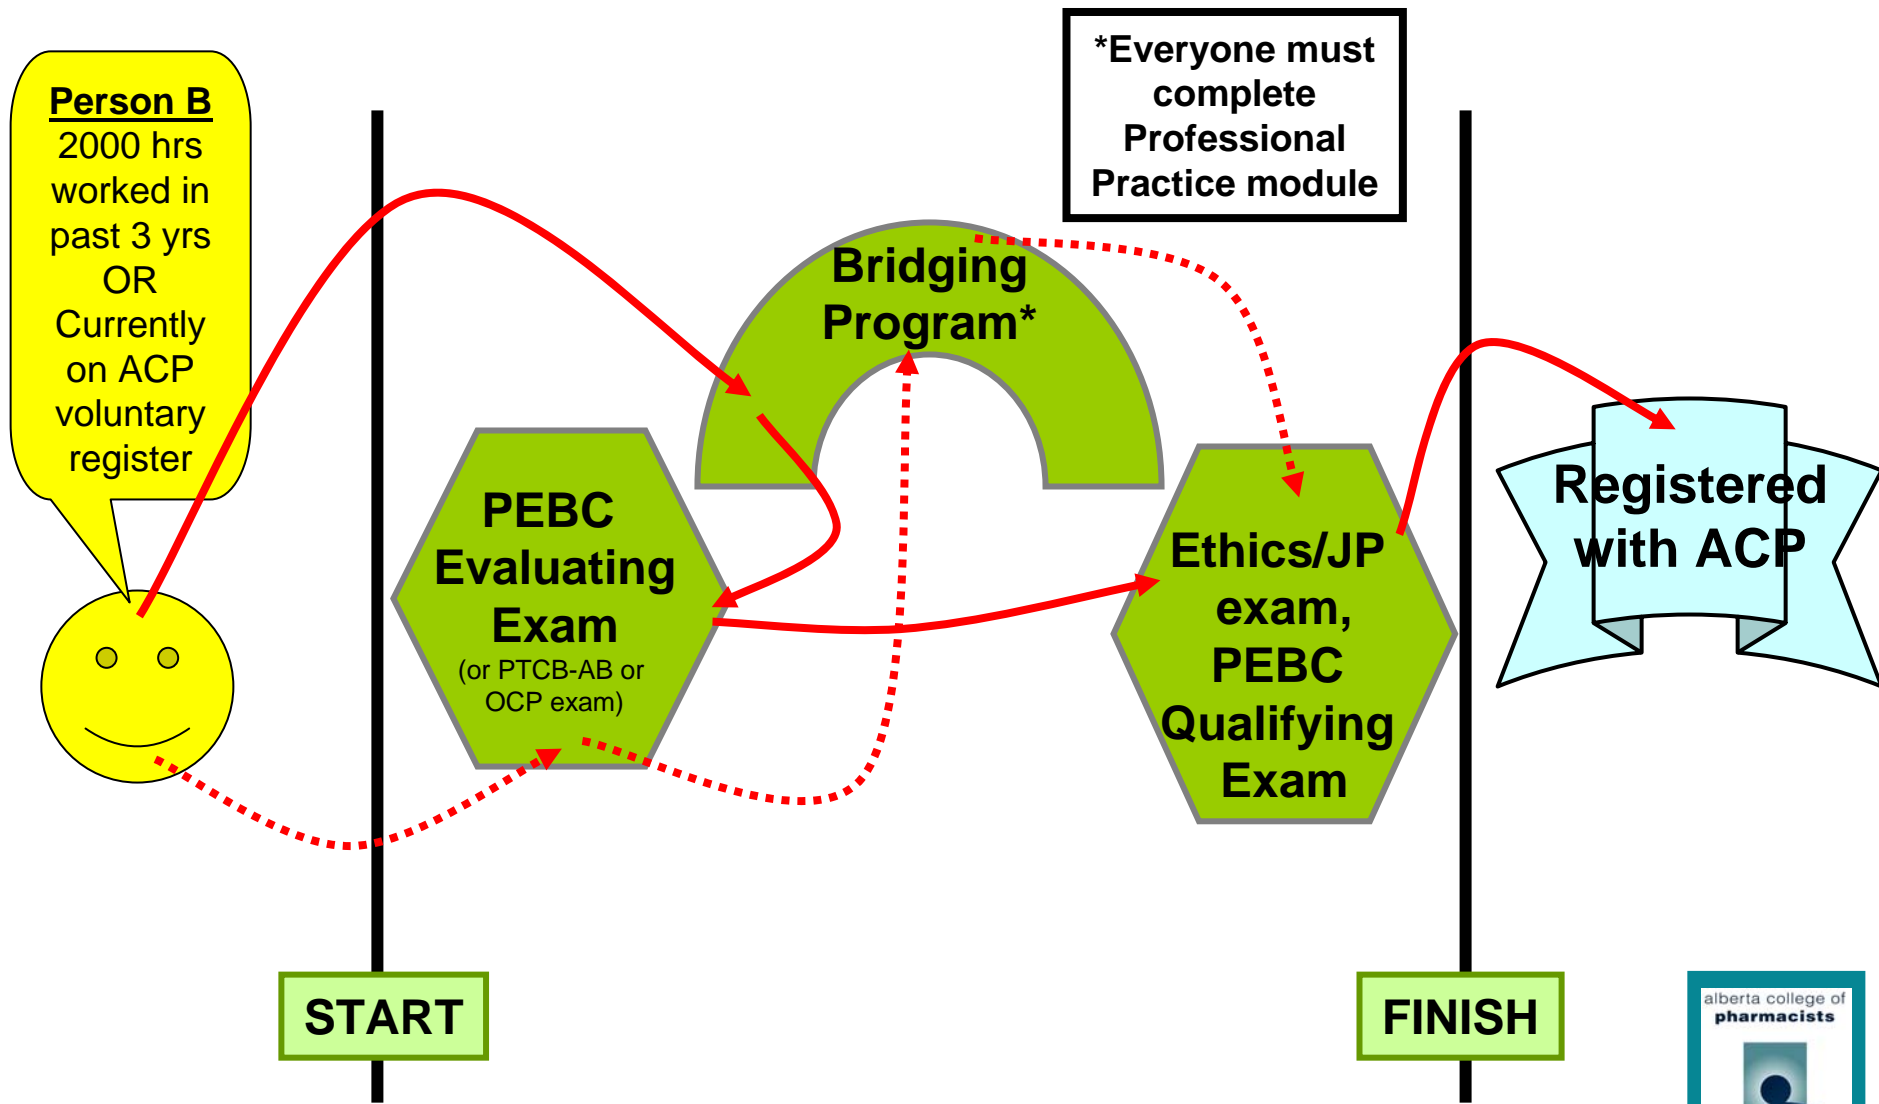 Person B
2000 hrs
worked in
past 3 yrs
OR
Currently
on ACP
voluntary
register
*Everyone must
complete
Professional
Practice module
Bridging
Program*
PEBC
Evaluating
Exam
(or PTCB-AB or
OCP exam)
Ethics/JP
exam,
PEBC
Qualifying
Exam
Registered
with ACP
START
FINISH
alberta college of
pharmacists